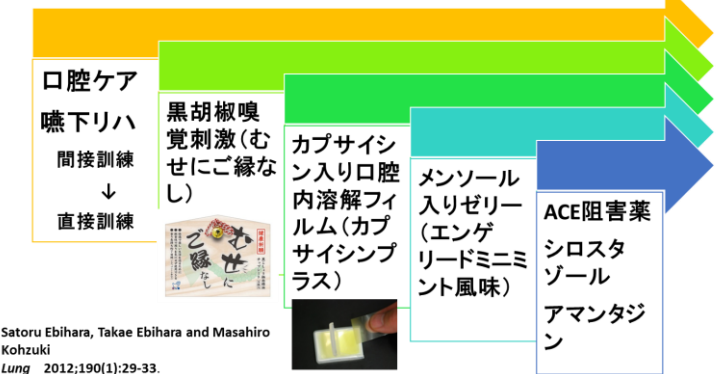 口腔ケア
嚥下リハ
間接訓練
↓
直接訓練
黒胡椒嗅
覚刺激（む
せにご縁な
し）
むせに
ご縁
なし
カプサイシ
ン入り口腔
内溶解フィ
ルム（カプ
サイシンプ
ラス）
メンソール
入りゼリー
（エンゲ
リードミニミ
ント風味）
ACE阻害薬
シロスタ
ゾール
アマンタジ
ン
Satoru Ebihara, Takae Ebihara and Masahiro
Kohzuki
Lung 2012;190(1):29-33.